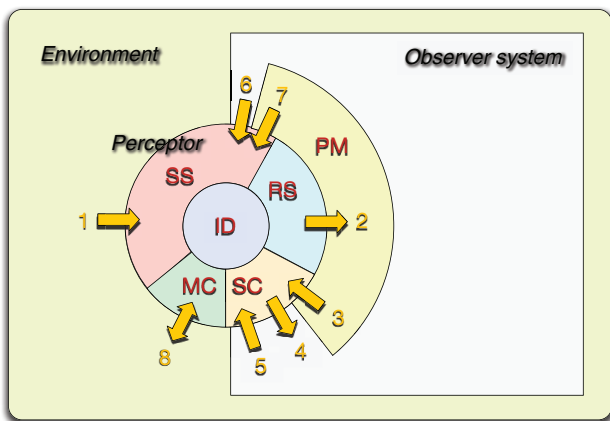 Environment
Observer system
6
7
Perceptor
PM
SS
RS
1
ID
2
MC
SC
3
8
5
4